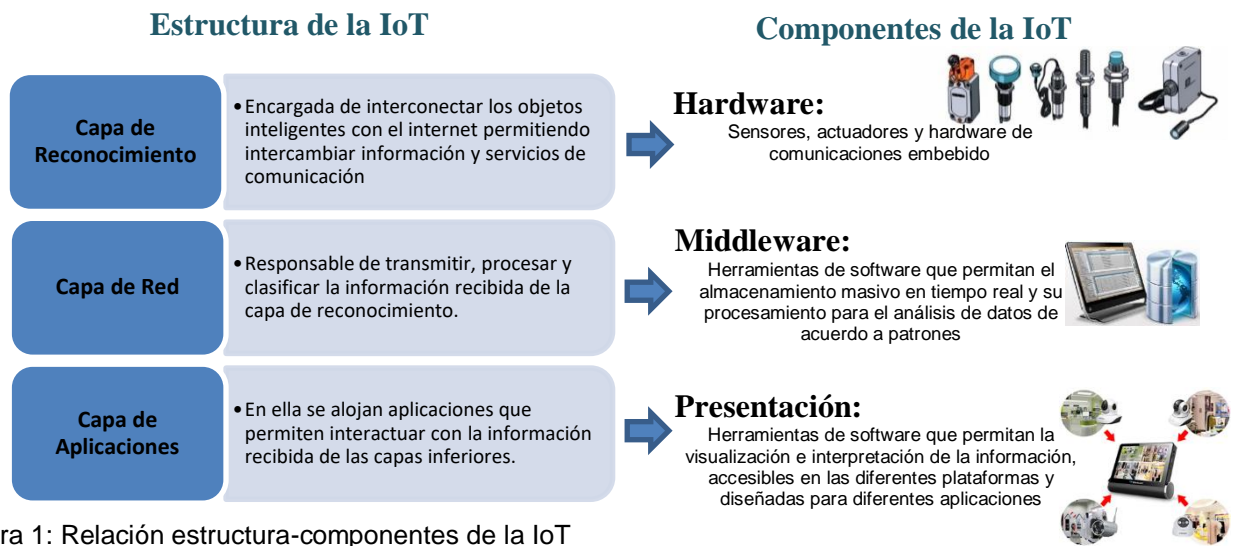 Estructura de la IoT
Componentes de la IoT
Capa de
Reconocimiento
•Encargada de interconectar los objetos
inteligentes con el internet permitiendo
intercambiar información y servicios de
comunicación
Hardware:
Sensores, actuadores y hardware de
comunicaciones embebido
Capa de Red
•Responsable de transmitir, procesar y
clasificar la información recibida de la
capa de reconocimiento.
Middleware:
Herramientas de software que permitan el
almacenamiento masivo en tiempo real y su
procesamiento para el análisis de datos de
acuerdo a patrones
Capa de
Aplicaciones
•En ella se alojan aplicaciones que
permiten interactuar con la información
recibida de las capas inferiores.
Presentación:
Herramientas de software que permitan la
visualización e interpretación de la información,
accesibles en las diferentes plataformas y
diseñadas para diferentes aplicaciones
ra 1: Relación estructura-componentes de la IoT